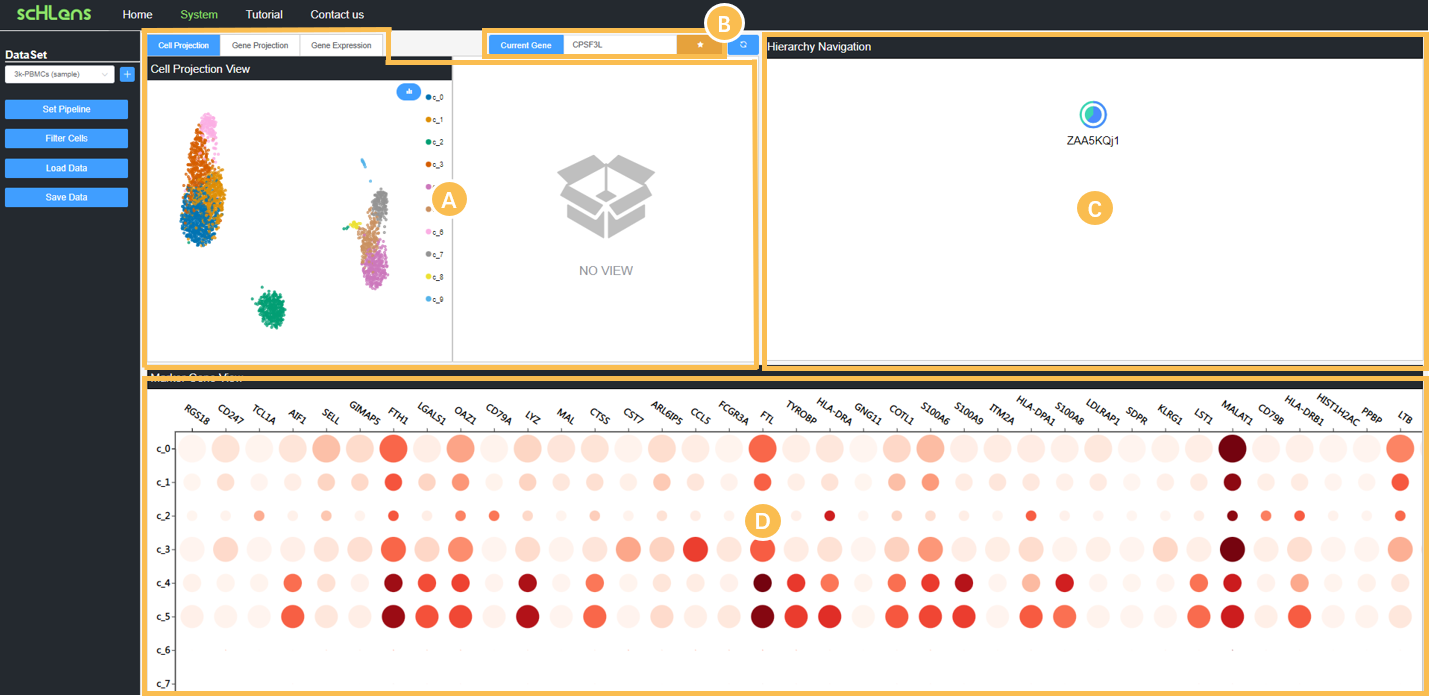 scHLens Home System Tutorial Contact us
B
DataSet
3k-PBMCs (sample) +
Set Pipeline
Filter Cells
Load Data
Save Data
Cell Projection Gene Projection Gene Expression
Current Gene CPSF3L
Cell Projection View
c_0
c_1
c_2
c_3
A
c_6
c_7
c_8
c_9
NO VIEW
Hierarchy Navigation
ZAA5KQj1
C
Marker Gene View
RGS18 CD247 TCL1A AIF1 SELL GIMAP5 FTH1 LGALS1 OAZ1 CD79A LYZ MAL CTSS CST7 ARL6IP5 CCL5 FCGR3A FTL TYROBP HLA-DRA GNG11 COTL1 S100A6 S100A9 ITM2A HLA-DPA1 S100A8 LDLRAP1 SDPR KLRG1 LST1 MALAT1 CD79B HLA-DRB1 HIST1H2AC PPBP LTB
c_0
c_1
c_2
D
c_3
c_4
c_5
c_6
c_7